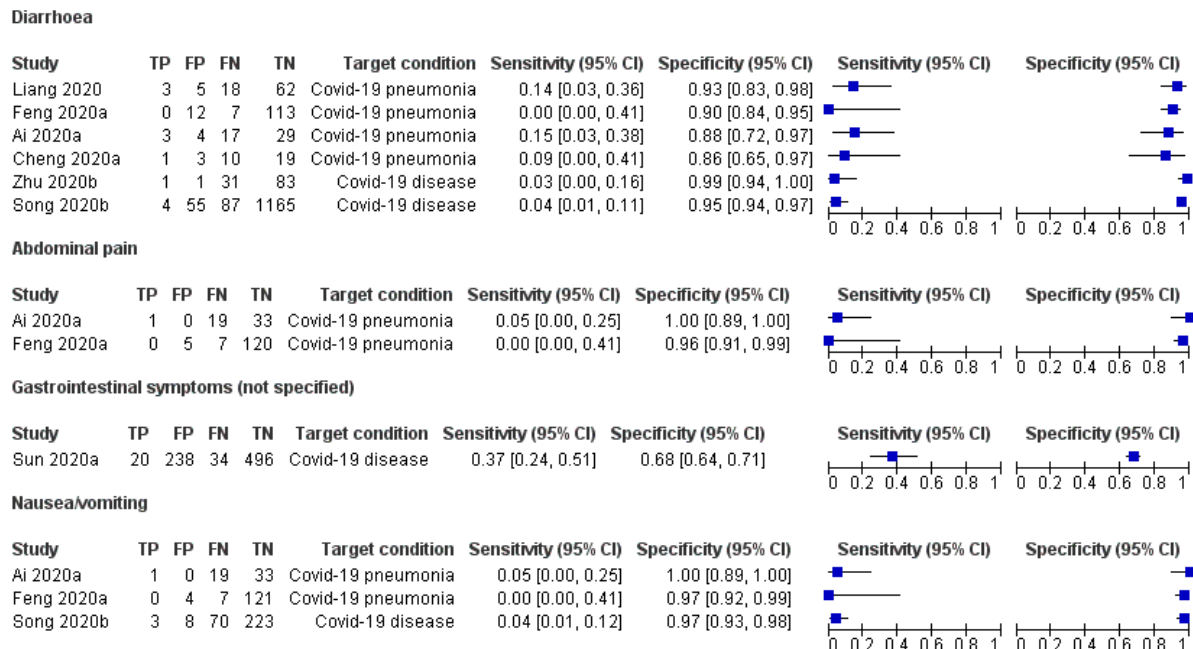 Diarrhoea
Study TP FP FN TN Target condition Sensitivity (95% CI) Specificity (95% CI) Sensitivity (95% CI) Specificity (95% CI)
Liang 2020 3 5 18 62 Covid-19 pneumonia 0.14 [0.03, 0.36] 0.93 [0.83, 0.98]
Feng 2020a 0 12 7 113 Covid-19 pneumonia 0.00 [0.00, 0.41] 0.90 [0.84, 0.95]
Ai 2020a 3 4 17 29 Covid-19 pneumonia 0.15 [0.03, 0.38] 0.88 [0.72, 0.97]
Cheng 2020a 1 3 10 19 Covid-19 pneumonia 0.09 [0.00, 0.41] 0.86 [0.65, 0.97]
Zhu 2020b 1 1 31 83 Covid-19 disease 0.03 [0.00, 0.16] 0.99 [0.94, 1.00]
Song 2020b 4 55 87 1165 Covid-19 disease 0.04 [0.01, 0.11] 0.95 [0.94, 0.97]
0 0.2 0.4 0.6 0.8 1 0 0.2 0.4 0.6 0.8 1
Abdominal pain
Study TP FP FN TN Target condition Sensitivity (95% CI) Specificity (95% CI) Sensitivity (95% CI) Specificity (95% CI)
Ai 2020a 1 0 19 33 Covid-19 pneumonia 0.05 [0.00, 0.25] 1.00 [0.89, 1.00]
Feng 2020a 0 5 7 120 Covid-19 pneumonia 0.00 [0.00, 0.41] 0.96 [0.91, 0.99]
0 0.2 0.4 0.6 0.8 1 0 0.2 0.4 0.6 0.8 1
Gastrointestinal symptoms (not specified)
Study TP FP FN TN Target condition Sensitivity (95% CI) Specificity (95% CI) Sensitivity (95% CI) Specificity (95% CI)
Sun 2020a 20 238 34 496 Covid-19 disease 0.37 [0.24, 0.51] 0.68 [0.64, 0.71]
0 0.2 0.4 0.6 0.8 1 0 0.2 0.4 0.6 0.8 1
Nausea/vomiting
Study TP FP FN TN Target condition Sensitivity (95% CI) Specificity (95% CI) Sensitivity (95% CI) Specificity (95% CI)
Ai 2020a 1 0 19 33 Covid-19 pneumonia 0.05 [0.00, 0.25] 1.00 [0.89, 1.00]
Feng 2020a 0 4 7 121 Covid-19 pneumonia 0.00 [0.00, 0.41] 0.97 [0.92, 0.99]
Song 2020b 3 8 70 223 Covid-19 disease 0.04 [0.01, 0.12] 0.97 [0.93, 0.98]
0 0.2 0.4 0.6 0.8 1 0 0.2 0.4 0.6 0.8 1